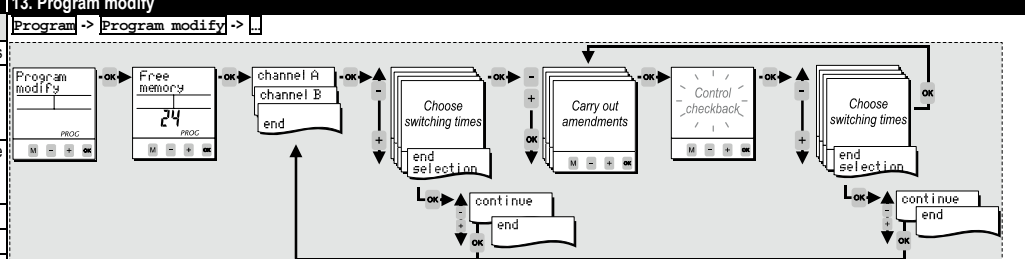 13. Program modify
Program -> Program modify -> …
Program
modify
PROG
M - + OK
OK
Free
memory
24
PROG
M - + OK
OK
channel A
channel B
end
OK
-
+
Choose
switching times
end
selection
OK
-
+
OK
Carry out
amendments
M - + OK
OK
Control
checkback
M - + OK
OK
-
+
Choose
switching times
end
selection
OK
OK
-
+
continue
end
OK
OK
-
+
continue
end
OK